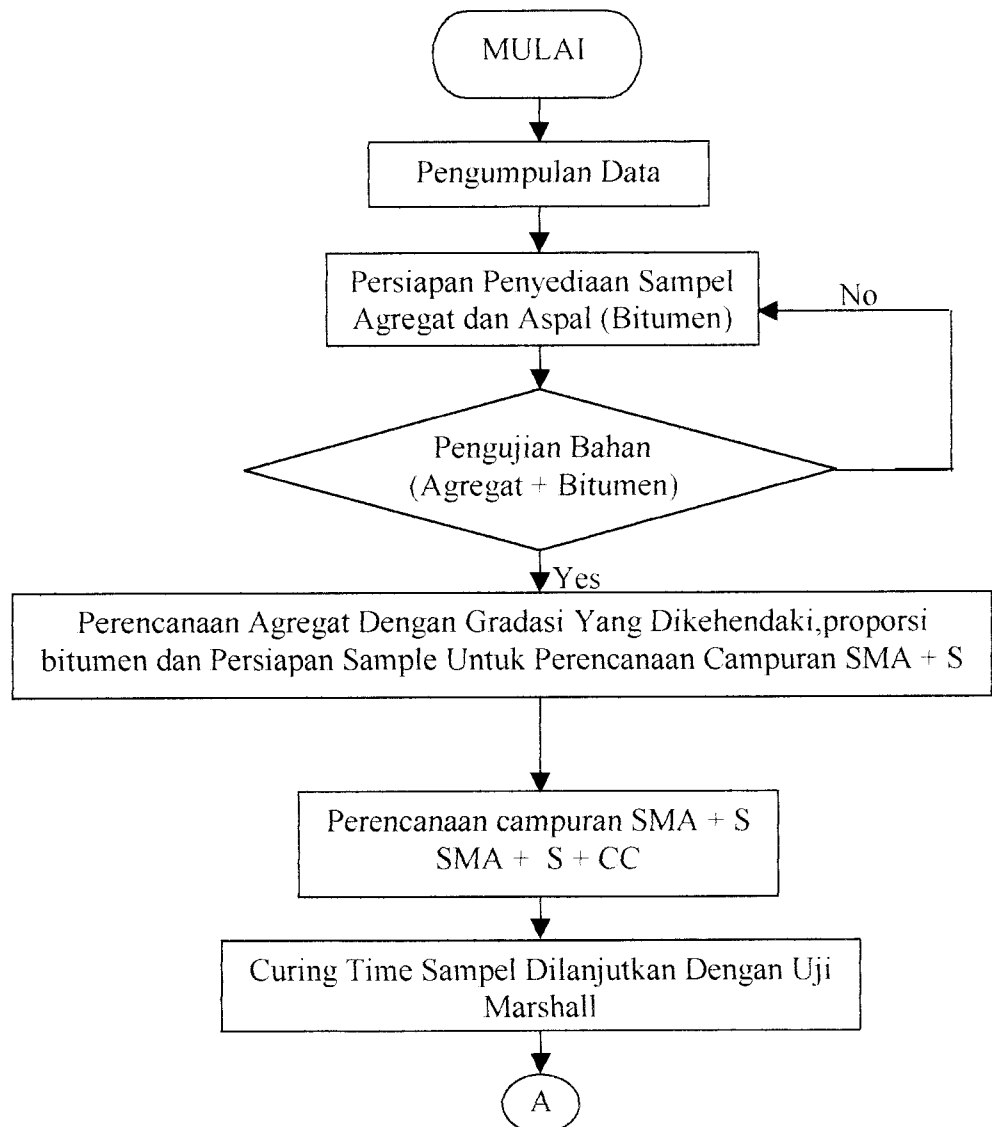 MULAI
Pengumpulan Data
Persiapan Penyediaan Sampel
Agregat dan Aspal (Bitumen)
No
Pengujian Bahan
(Agregat + Bitumen)
Yes
Perencanaan Agregat Dengan Gradasi Yang Dikehendaki,proporsi
bitumen dan Persiapan Sample Untuk Perencanaan Campuran SMA + S
Perencanaan campuran SMA + S
SMA + S + CC
Curing Time Sampel Dilanjutkan Dengan Uji
Marshall
A